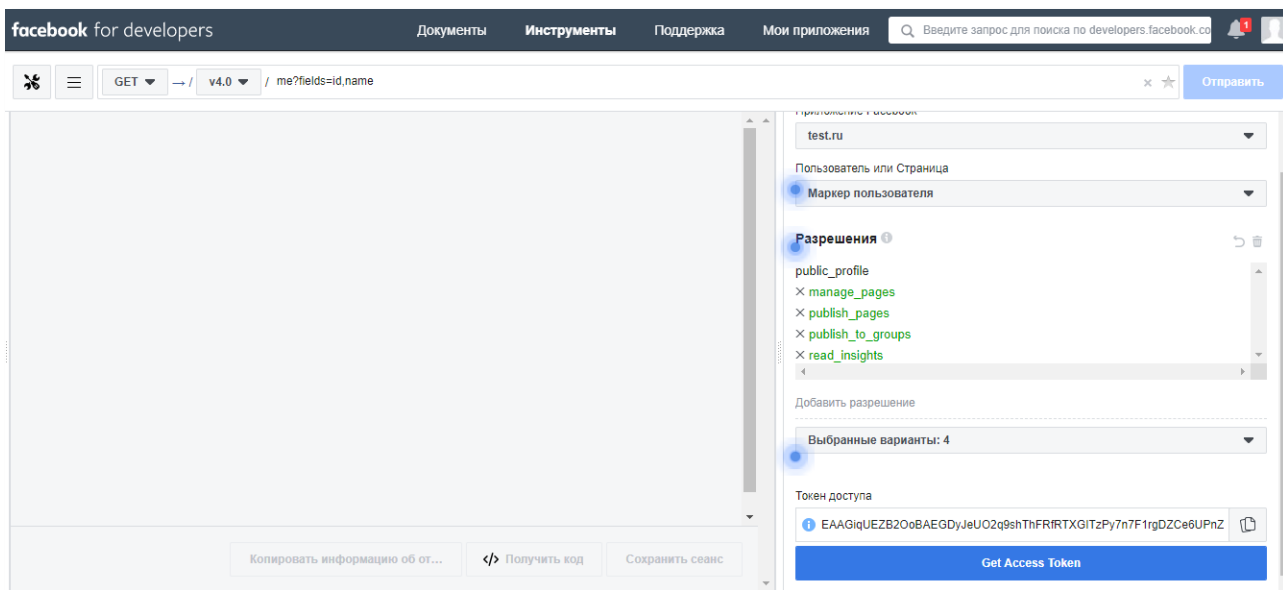 facebook for developers Документы Инструменты Поддержка Мои приложения Введите запрос для поиска по developers.facebook.co 1
GET → / v4.0 / me?fields=id,name × Отправить
Приложение Facebook
test.ru
Пользователь или Страница
Маркер пользователя
Разрешения
public_profile
× manage_pages
× publish_pages
× publish_to_groups
× read_insights
Добавить разрешение
Выбранные варианты: 4
Токен доступа
EAAGiqUEZB2OoBAEGDyJeUO2q9shThFRfRTXGITzPy7n7F1rgDZCe6UPnZ
Копировать информацию об от... </> Получить код Сохранить сеанс
Get Access Token